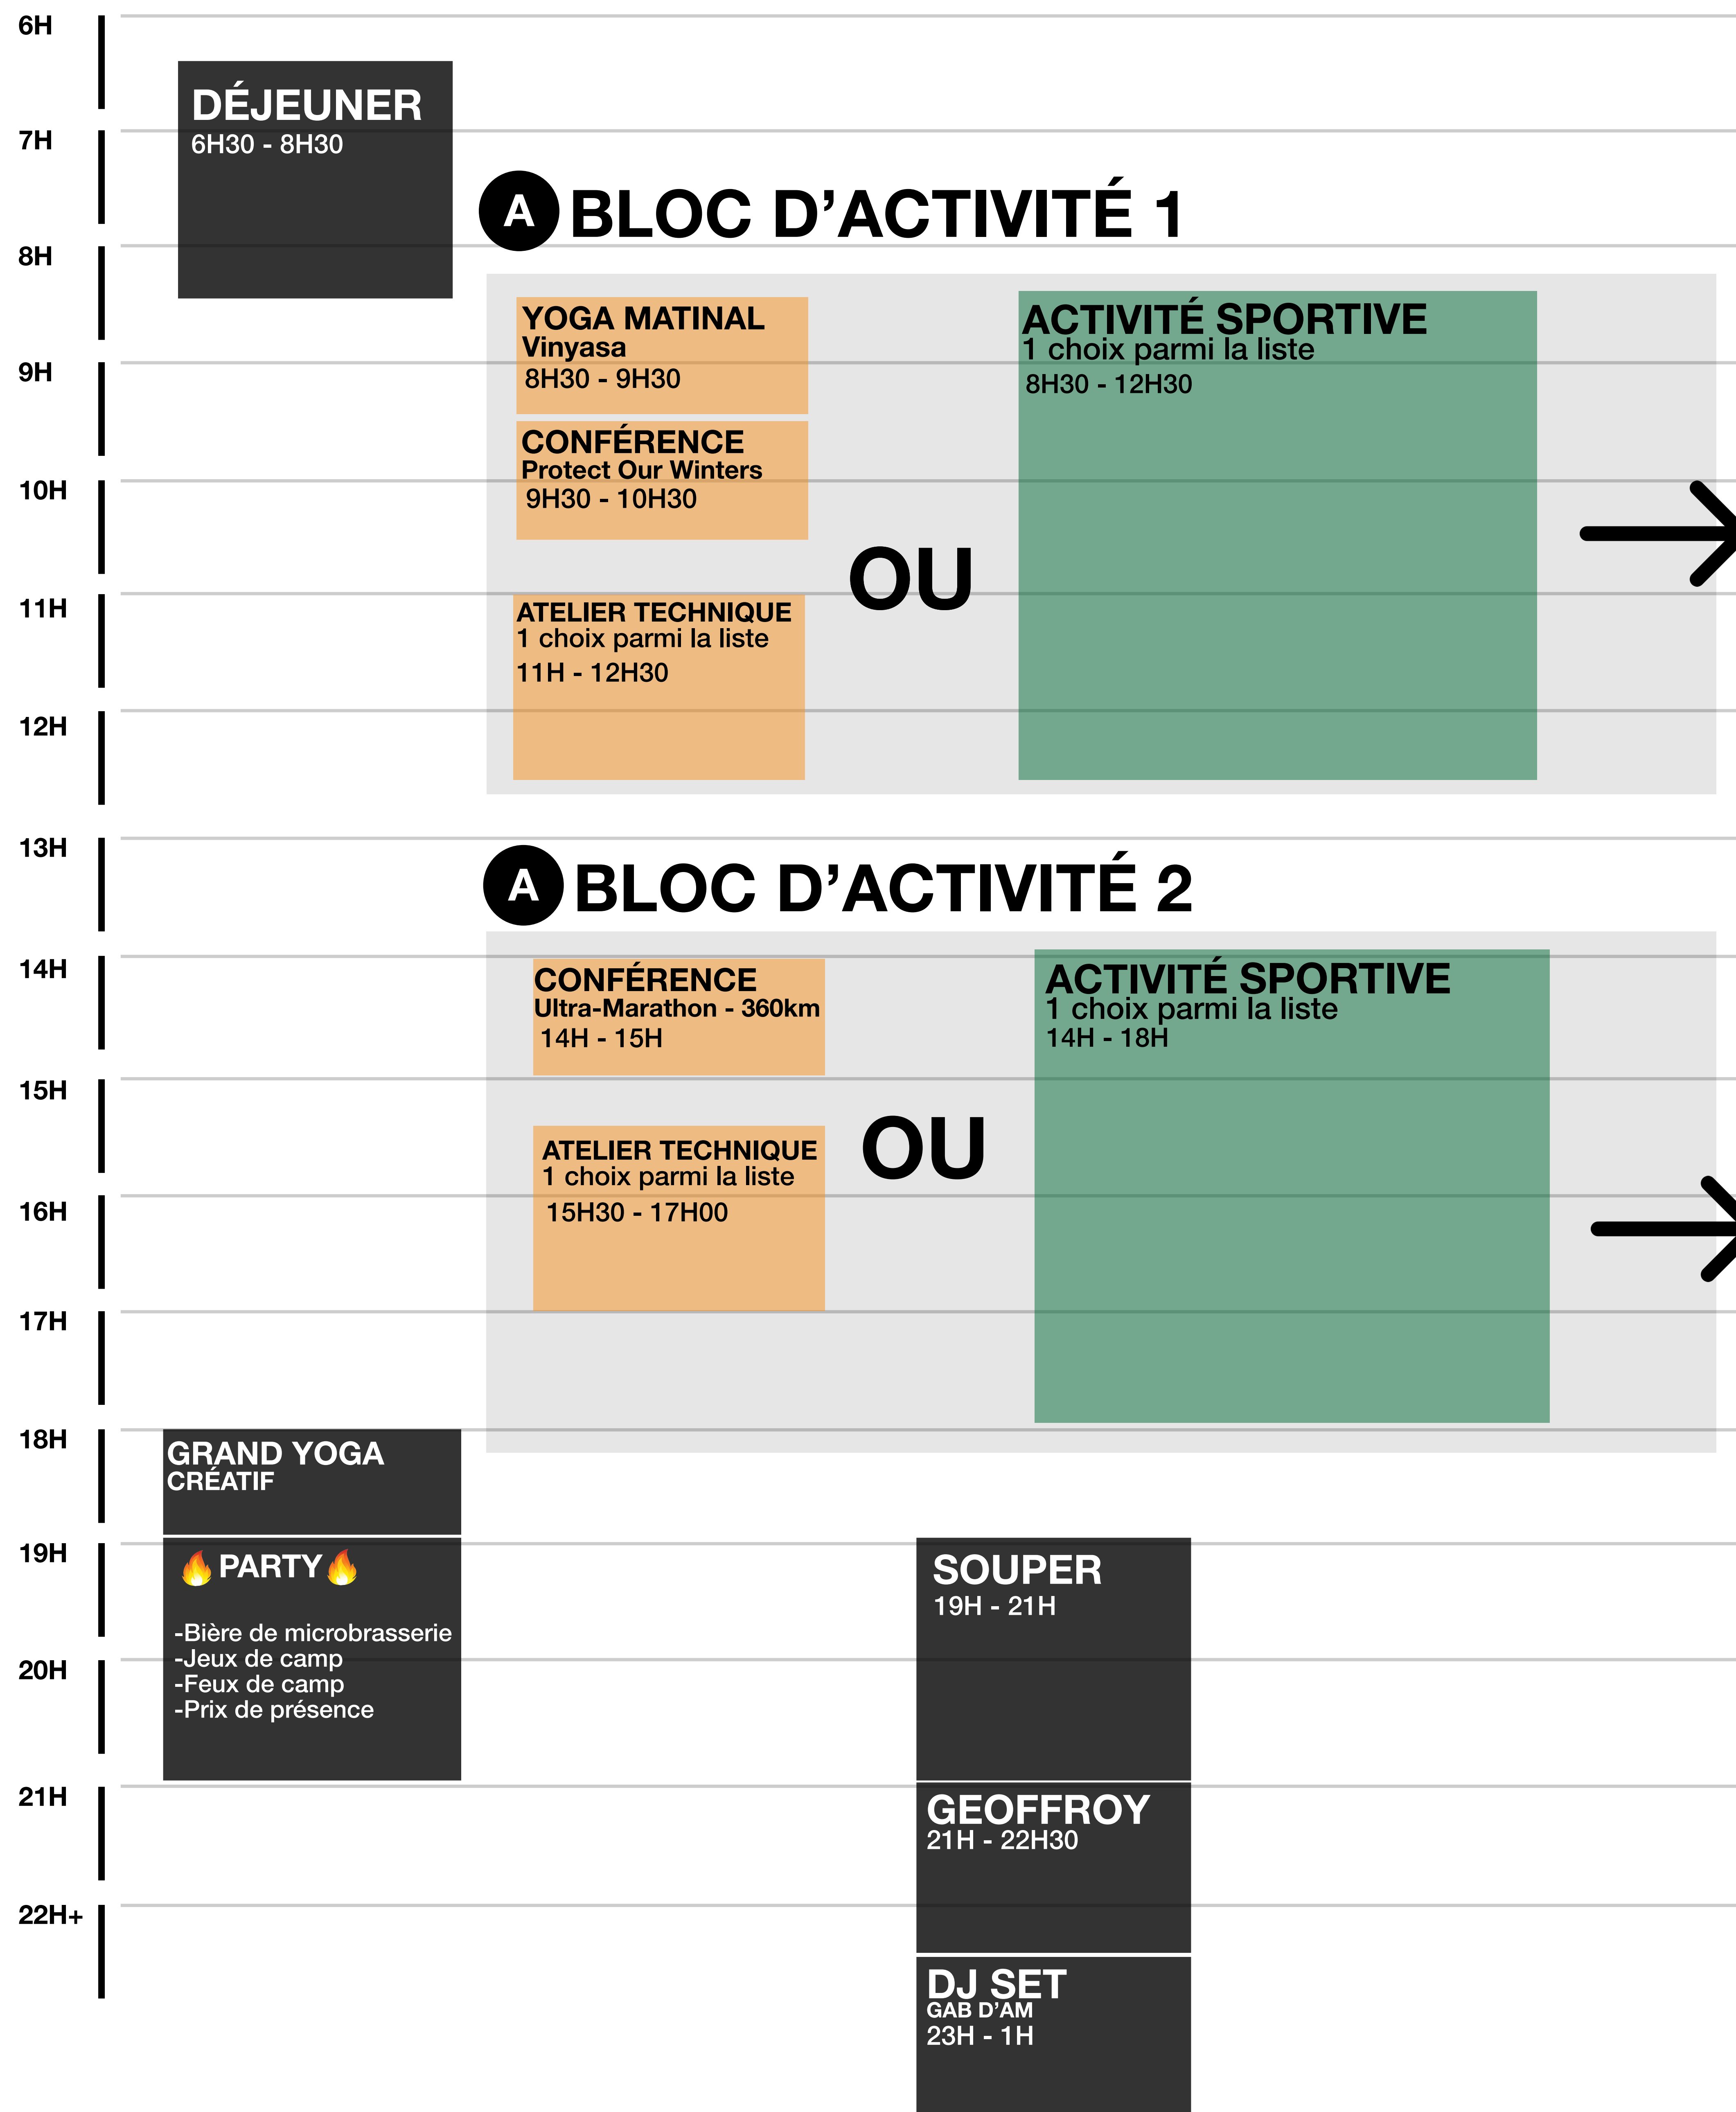 6H
DÉJEUNER
6H30 - 8H30
7H
A
BLOC D’ACTIVITÉ 1
8H
YOGA MATINAL
Vinyasa
8H30 - 9H30
ACTIVITÉ SPORTIVE
1 choix parmi la liste
8H30 - 12H30
9H
CONFÉRENCE
Protect Our Winters
9H30 - 10H30
10H
OU
11H
ATELIER TECHNIQUE
1 choix parmi la liste
11H - 12H30
12H
13H
A
BLOC D’ACTIVITÉ 2
14H
CONFÉRENCE
Ultra-Marathon - 360km
14H - 15H
ACTIVITÉ SPORTIVE
1 choix parmi la liste
14H - 18H
15H
OU
ATELIER TECHNIQUE
1 choix parmi la liste
15H30 - 17H00
16H
17H
18H
GRAND YOGA
CRÉATIF
19H
🔥PARTY🔥
-Bière de microbrasserie
-Jeux de camp
-Feux de camp
-Prix de présence
SOUPER
19H - 21H
20H
21H
GEOFFROY
21H - 22H30
22H+
DJ SET
GAB D’AM
23H - 1H